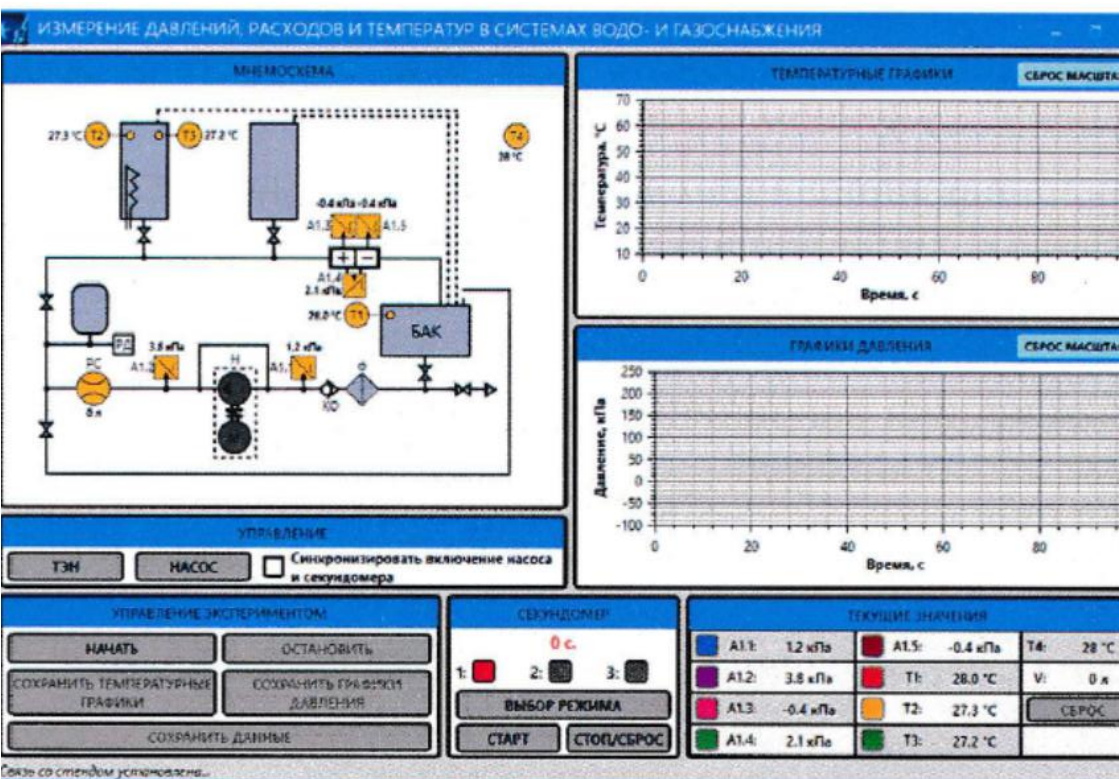 ИЗМЕРЕНИЕ ДАВЛЕНИЙ, РАСХОДОВ И ТЕМПЕРАТУР В СИСТЕМАХ ВОДО- И ГАЗОСНАБЖЕНИЯ
МНЕМОСХЕМА
27.3 °C T2
T3 27.2 °C
T4
28 °C
-0.4 кПа -0.4 кПа
A1.3
A1.5
+ -
A1.4
2.1 кПа
28.0 °C T1
БАК
РД
РС
0 л
3.8 кПа
A1.2
Н
1.2 кПа
A1.1
КО
Ф
ТЕМПЕРАТУРНЫЕ ГРАФИКИ
СБРОС МАСШТА
Температура, °C
70
60
50
40
30
20
10
0 20 40 60 80
Время, с
ГРАФИКИ ДАВЛЕНИЯ
СБРОС МАСШТА
Давление, кПа
250
200
150
100
50
0
-50
-100
0 20 40 60 80
Время, с
УПРАВЛЕНИЕ
ТЭН
НАСОС
Синхронизировать включение насоса
и секундомера
УПРАВЛЕНИЕ ЭКСПЕРИМЕНТОМ
НАЧАТЬ
ОСТАНОВИТЬ
СОХРАНИТЬ ТЕМПЕРАТУРНЫЕ
ГРАФИКИ
СОХРАНИТЬ ГРАФИКИ
ДАВЛЕНИЯ
СОХРАНИТЬ ДАННЫЕ
СЕКУНДОМЕР
0 с.
1: 2: 3:
ВЫБОР РЕЖИМА
СТАРТ
СТОП/СБРОС
ТЕКУЩИЕ ЗНАЧЕНИЯ
A1.1: 1.2 кПа A1.5: -0.4 кПа T4: 28 °C
A1.2: 3.8 кПа T1: 28.0 °C V: 0 л
A1.3: -0.4 кПа T2: 27.3 °C СБРОС
A1.4: 2.1 кПа T3: 27.2 °C
Связь со стендом установлена...